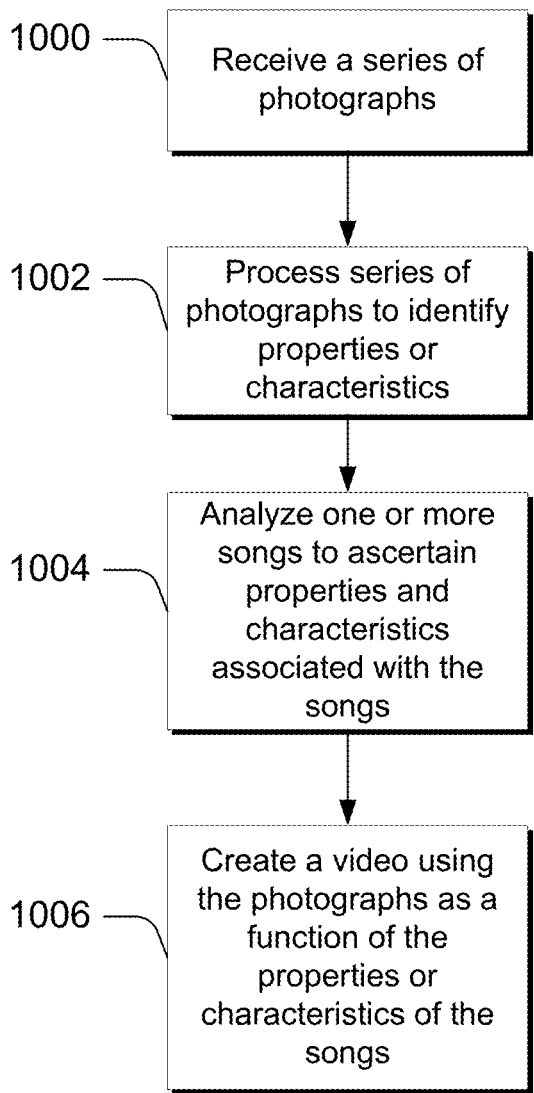 1000
Receive a series of
photographs
1002
Process series of
photographs to identify
properties or
characteristics
1004
Analyze one or more
songs to ascertain
properties and
characteristics
associated with the
songs
1006
Create a video using
the photographs as a
function of the
properties or
characteristics of the
songs